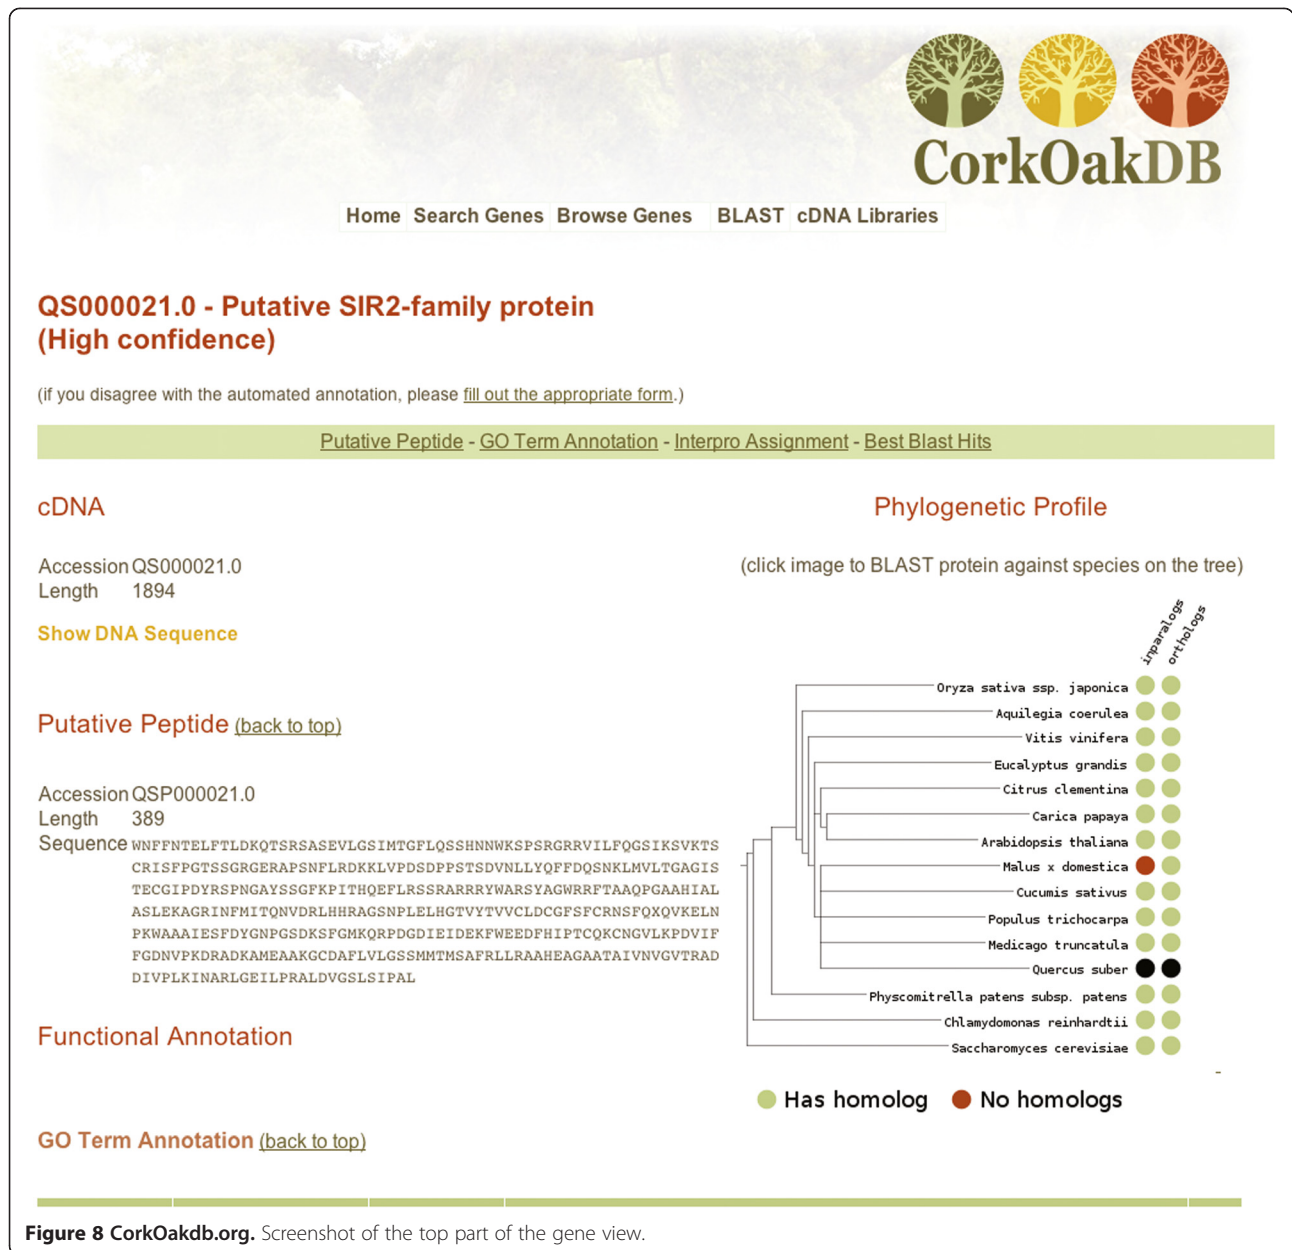 CorkOakDB
Home Search Genes Browse Genes BLAST cDNA Libraries
QS000021.0 - Putative SIR2-family protein
(High confidence)
(if you disagree with the automated annotation, please fill out the appropriate form.)
Putative Peptide - GO Term Annotation - Interpro Assignment - Best Blast Hits
cDNA
Accession QS000021.0
Length 1894
Show DNA Sequence
Putative Peptide (back to top)
Accession QSP000021.0
Length 389
Sequence WNFFNTELFTLDKQTSRSASEVLGSIMTGFLQSSHNNWKSPSRGRRVILFQGSIKSVKTS
CRISFPGTSSGRGERAPSNFLRDKKLVPDSDPPSTSDVNLLYQFFDQSNKLMVLTGAGIS
TECGIPDYRSPNGAYSSGFKPITHQEFLRSSRARRRYWARSYAGWRRFTAAQPGAAHIAL
ASLEKAGRINFMITQNVDRLHHRAGSNPLELHGTVYTVVCLDCGFSFCRNSFQXQVKELN
PKWAAAIESFDYGNPGSDKSFGMKQRPDGDIEIDEKFWEEDFHIPTCQKCNGVLKPDVIF
FGDNVPKDRADKAMEAAKGCDAFLVLGSSMMTMSAFRLLRAAHEAGAATAIVNVGVTRAD
DIVPLKINARLGEILPRALDVGSLSIPAL
Functional Annotation
GO Term Annotation (back to top)
Phylogenetic Profile
(click image to BLAST protein against species on the tree)
inparalogs
orthologs
Oryza sativa ssp. japonica
Aquilegia coerulea
Vitis vinifera
Eucalyptus grandis
Citrus clementina
Carica papaya
Arabidopsis thaliana
Malus x domestica
Cucumis sativus
Populus trichocarpa
Medicago truncatula
Quercus suber
Physcomitrella patens subsp. patens
Chlamydomonas reinhardtii
Saccharomyces cerevisiae
Has homolog No homologs
Figure 8 CorkOakdb.org. Screenshot of the top part of the gene view.